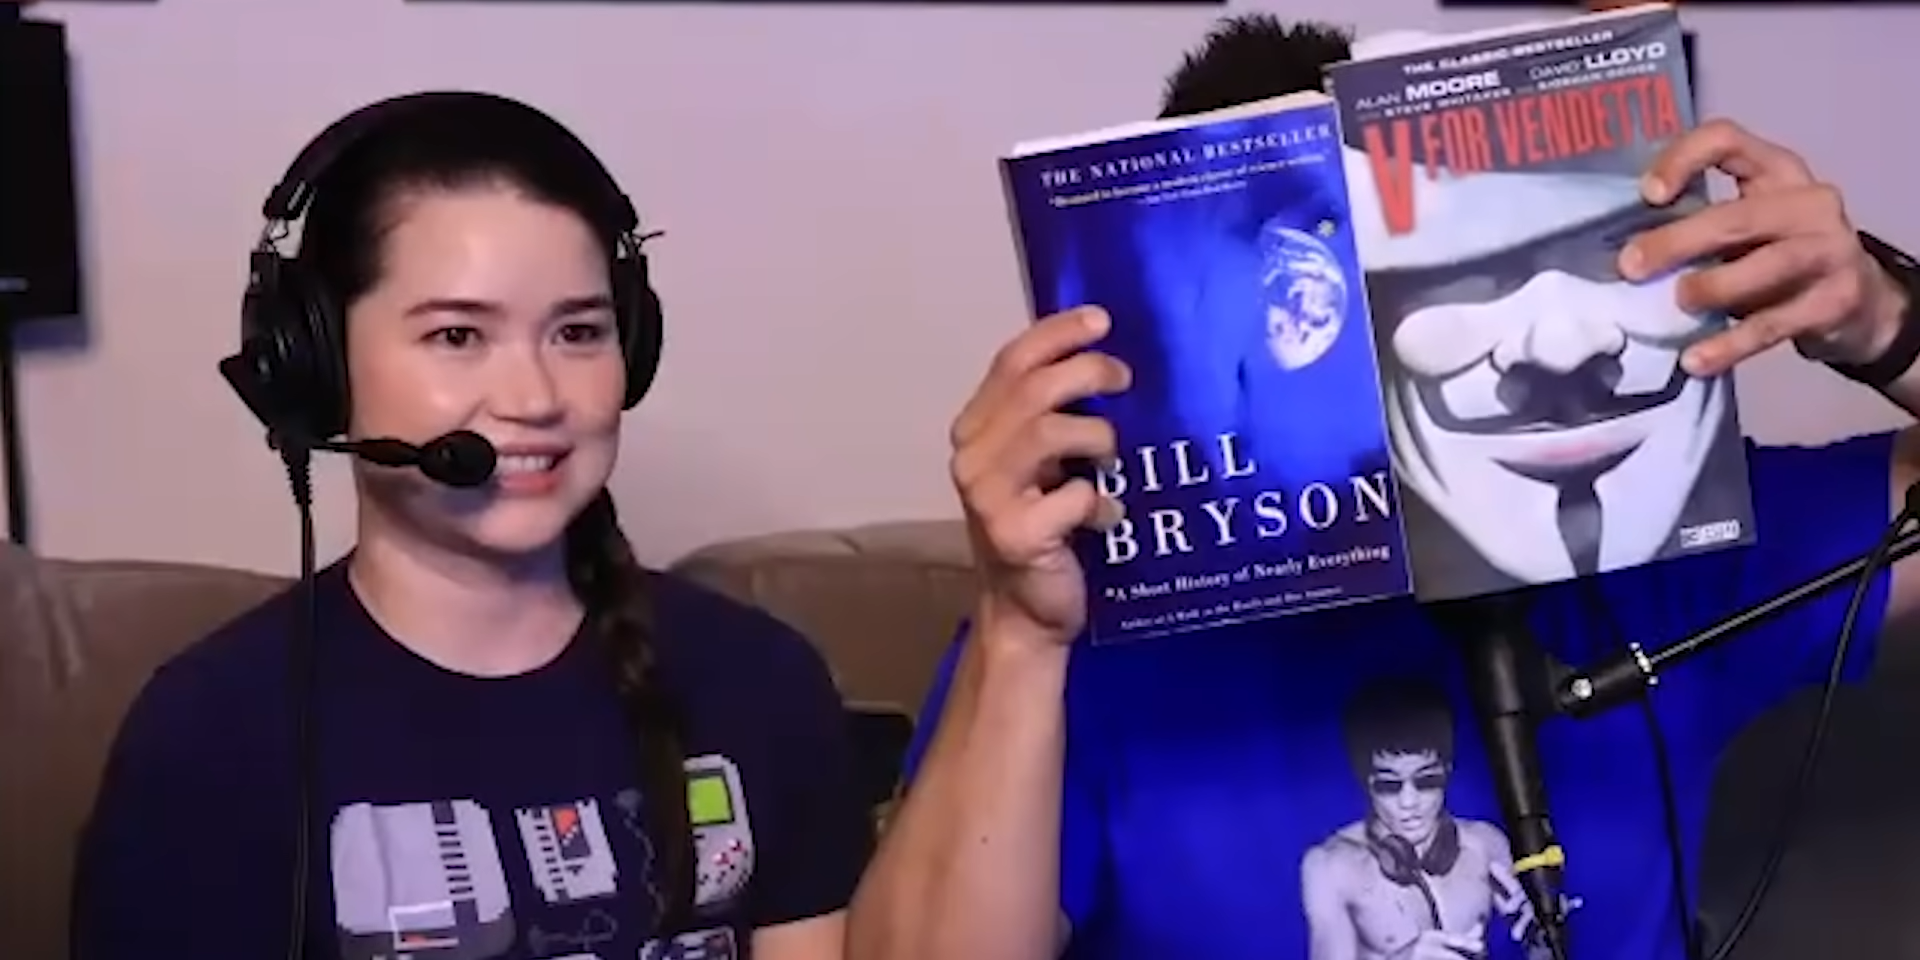 THE NATIONAL BESTSELLER
BILL
BRYSON
*A Short History of Nearly Everything
THE CLASSIC BESTSELLER
ALAN MOORE DAVID LLOYD
V FOR VENDETTA